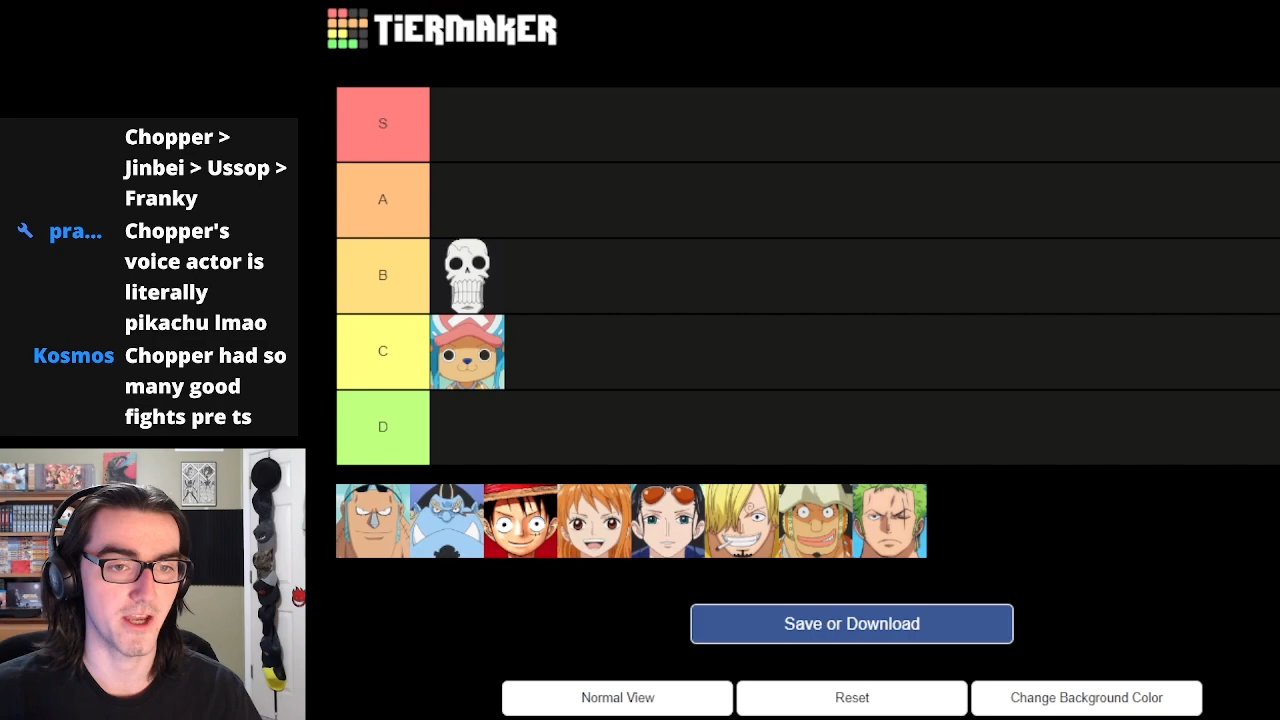 TiERMAKER
Chopper >
Jinbei > Ussop >
Franky
pra... Chopper's
voice actor is
literally
pikachu lmao
Kosmos Chopper had so
many good
fights pre ts
S
A
B
C
D
Save or Download
Normal View Reset Change Background Color